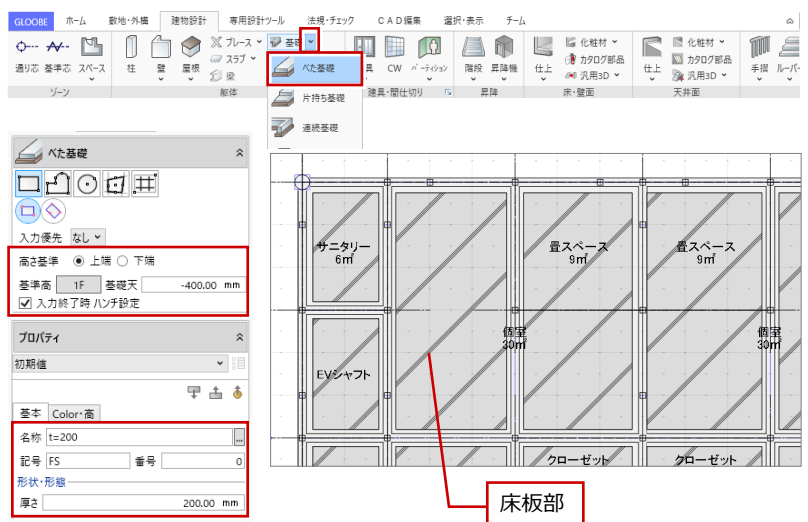 GLOOBE ホーム 敷地・外構 建物設計 専用設計ツール 法規・チェック CAD編集 選択・表示 チーム
通り芯 基準芯 スペース 柱 壁 屋根 ブレース スラブ 梁 基礎 具 CW パーテイション 階段 昇降機 仕上 化粧材 カタログ部品 汎用3D 仕上 化粧材 カタログ部品 汎用3D 手摺 ルーバー
ゾーン 躯体 建具・間仕切り 昇降 床・壁面 天井面
べた基礎
片持ち基礎
連続基礎
べた基礎
入力優先 なし
高さ基準 上端 下端
基準高 1F 基礎天 -400.00 mm
入力終了時 ハンチ設定
プロパティ
初期値
基本 Color・高
名称 t=200 ...
記号 FS 番号 0
形状・形態
厚さ 200.00 mm
サニタリー
6㎡
畳スペース
9㎡
畳スペース
9㎡
個室
30㎡
個室
30㎡
EVシャフト
クローゼット
クローゼット
床板部